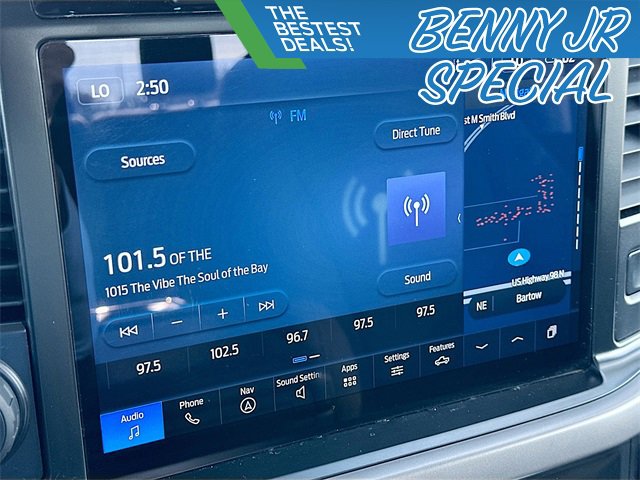 THE
BESTEST
DEALS!
BENNY JR
SPECIAL
LO 2:50
FM
Direct Tune
st M Smith Blvd
Sources
101.5 OF THE
1015 The Vibe The Soul of the Bay
Sound
US Highway 98 N
NE Bartow
97.5 102.5 96.7 97.5 97.5
Audio Phone Nav Sound Settin Apps Settings Features